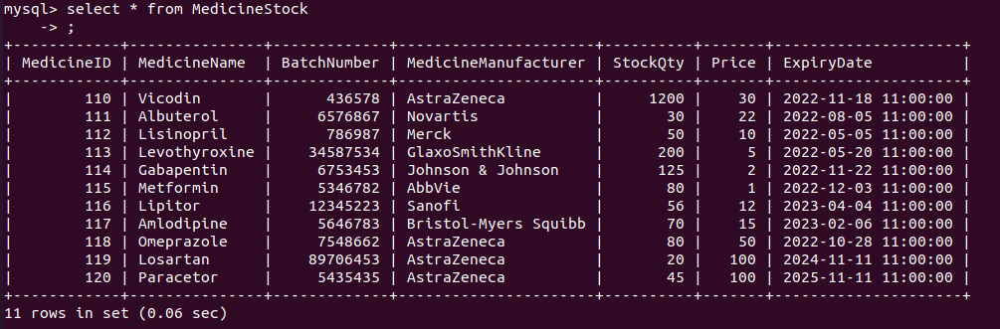 mysql> select * from MedicineStock
    -> ;
+------------+---------------+-------------+----------------------+----------+-------+---------------------+
| MedicineID | MedicineName  | BatchNumber | MedicineManufacturer | StockQty | Price | ExpiryDate          |
+------------+---------------+-------------+----------------------+----------+-------+---------------------+
|        110 | Vicodin       |      436578 | AstraZeneca          |     1200 |    30 | 2022-11-18 11:00:00 |
|        111 | Albuterol     |     6576867 | Novartis             |       30 |    22 | 2022-08-05 11:00:00 |
|        112 | Lisinopril    |      786987 | Merck                |       50 |    10 | 2022-05-05 11:00:00 |
|        113 | Levothyroxine |    34587534 | GlaxoSmithKline      |      200 |     5 | 2022-05-20 11:00:00 |
|        114 | Gabapentin    |     6753453 | Johnson & Johnson    |      125 |     2 | 2022-11-22 11:00:00 |
|        115 | Metformin     |     5346782 | AbbVie               |       80 |     1 | 2022-12-03 11:00:00 |
|        116 | Lipitor       |    12345223 | Sanofi               |       56 |    12 | 2023-04-04 11:00:00 |
|        117 | Amlodipine    |     5646783 | Bristol-Myers Squibb |       70 |    15 | 2023-02-06 11:00:00 |
|        118 | Omeprazole    |     7548662 | AstraZeneca          |       80 |    50 | 2022-10-28 11:00:00 |
|        119 | Losartan      |    89706453 | AstraZeneca          |       20 |   100 | 2024-11-11 11:00:00 |
|        120 | Paracetor     |     5435435 | AstraZeneca          |       45 |   100 | 2025-11-11 11:00:00 |
+------------+---------------+-------------+----------------------+----------+-------+---------------------+
11 rows in set (0.06 sec)